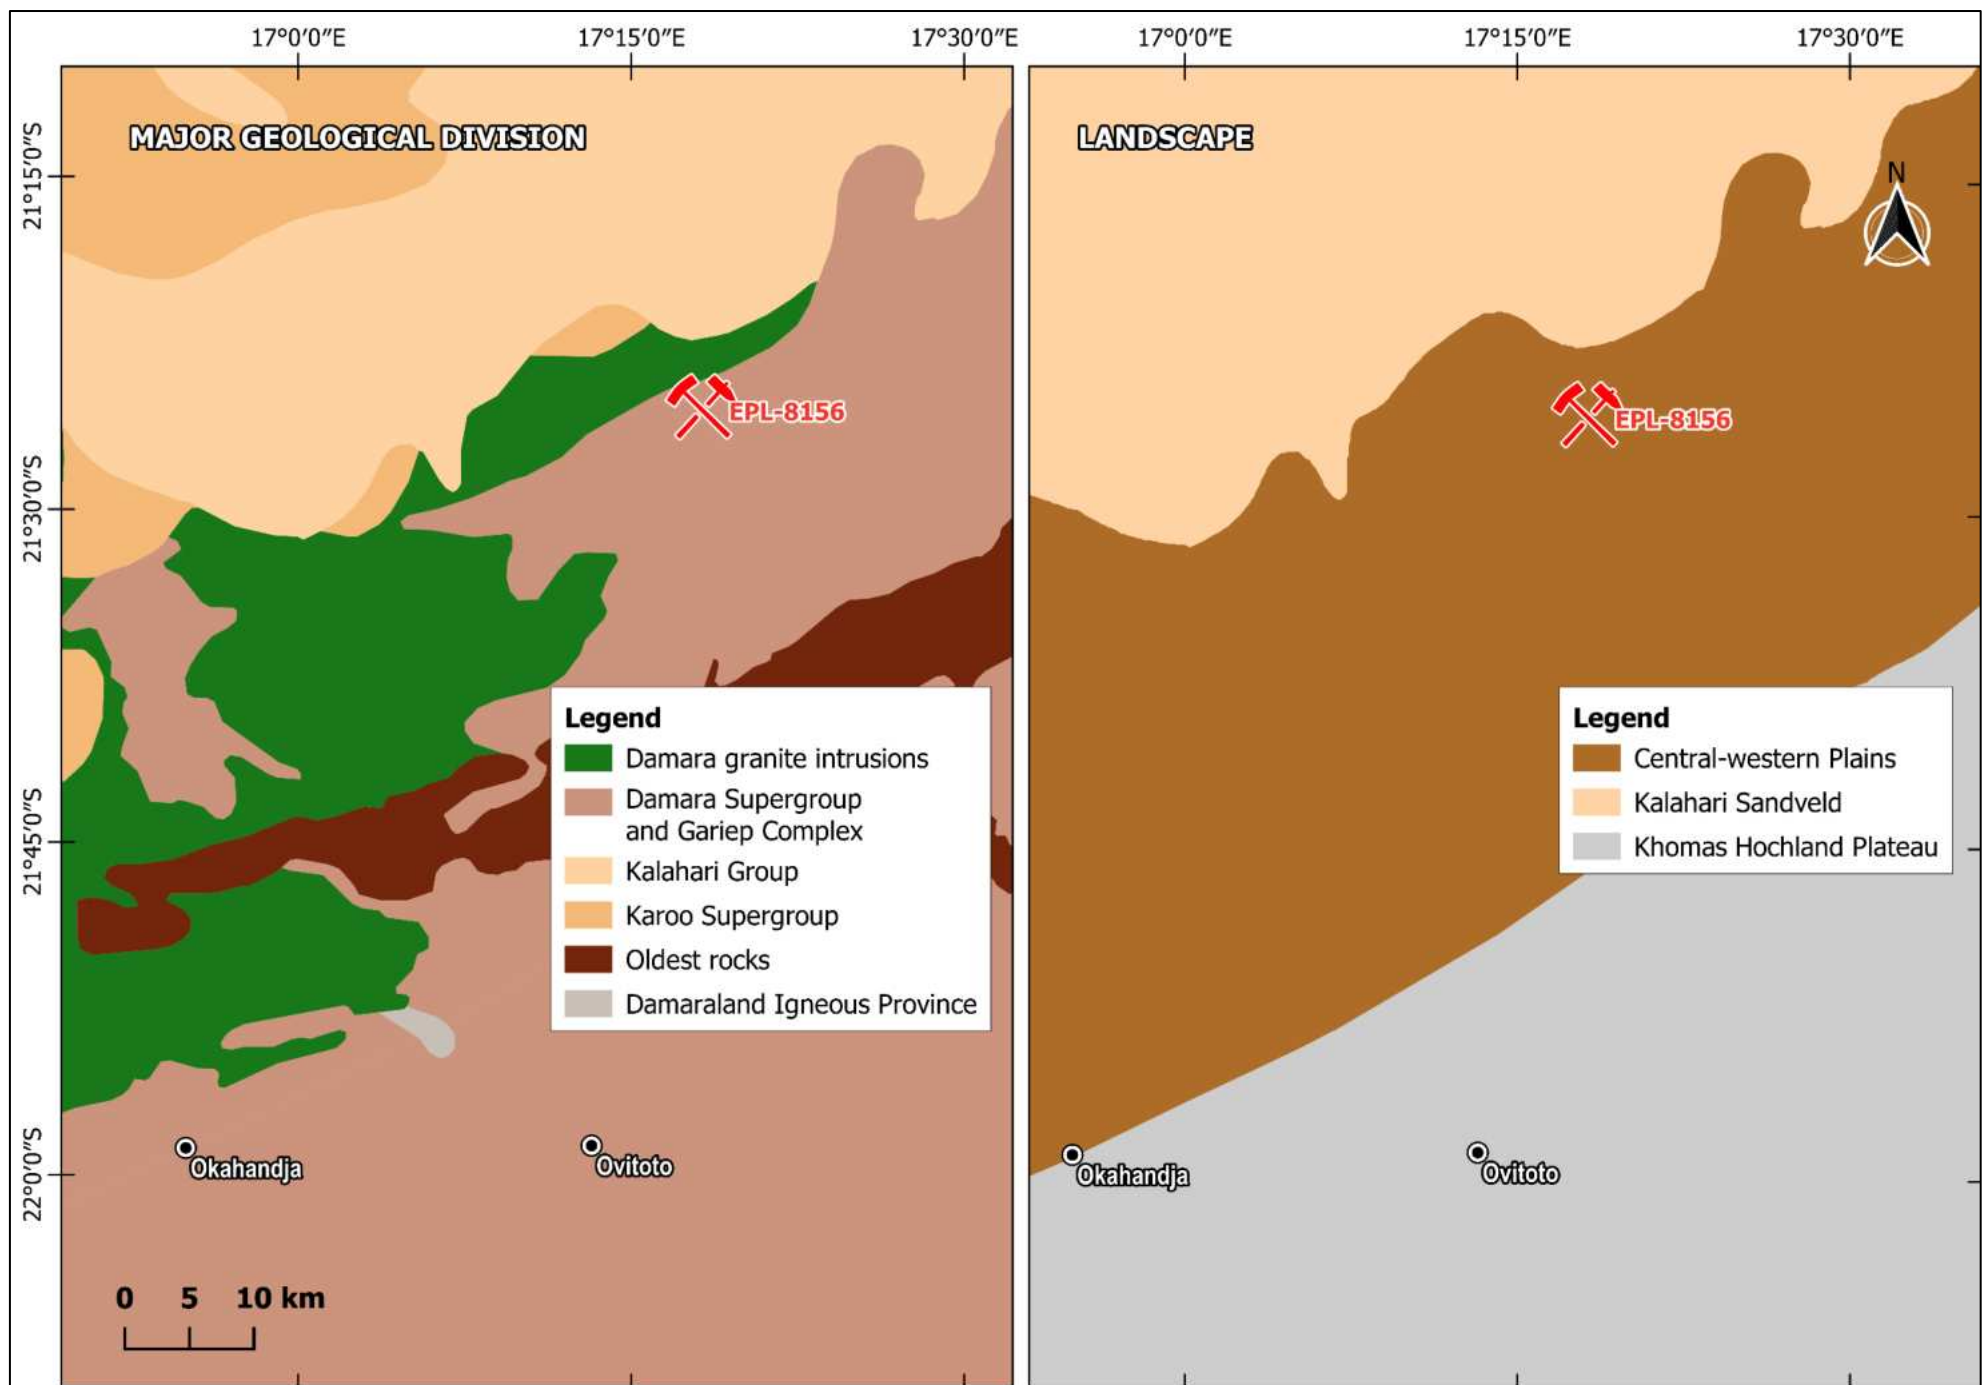 17°0′0″E
17°15′0″E
17°30′0″E
17°0′0″E
17°15′0″E
17°30′0″E
21°15′0″S
21°30′0″S
21°45′0″S
22°0′0″S
MAJOR GEOLOGICAL DIVISION
EPL-8156
Legend
Damara granite intrusions
Damara Supergroup
and Gariep Complex
Kalahari Group
Karoo Supergroup
Oldest rocks
Damaraland Igneous Province
Okahandja
Ovitoto
0 5 10 km
LANDSCAPE
N
EPL-8156
Legend
Central-western Plains
Kalahari Sandveld
Khomas Hochland Plateau
Okahandja
Ovitoto